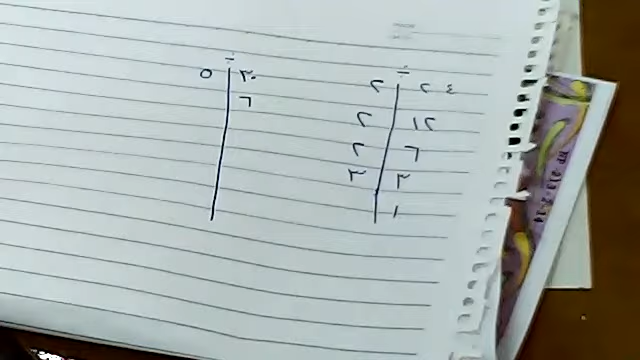 ÷
٢ | ٢٤
٢ | ١٢
٢ | ٦
٣ | ٣
| ١
÷
٥ | ٣٠
| ٦